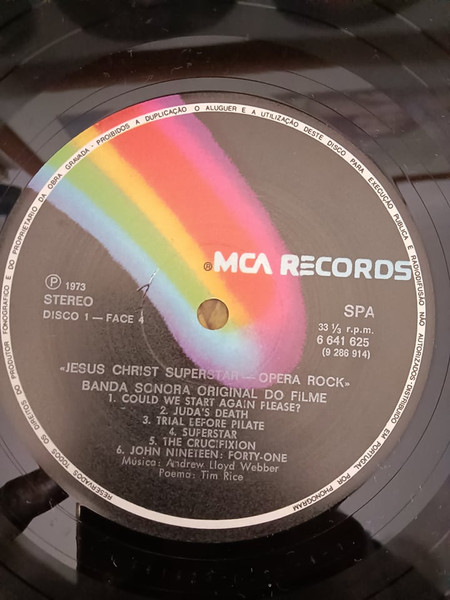 RESERVADOS TODOS OS DIREITOS DO PRODUTOR FONOGRAFICO E DO PROPRIETARIO DA OBRA GRAVADA - PROIBIDOS A DUPLICAÇÃO O ALUGUER E A UTILIZAÇÃO DESTE DISCO PARA EXECUÇÃO PUBLICA E RADIODIFUSÃO NÃO AUTORIZADOS - DISTRIBUIDO EM PORTUGAL POR PHONOGRAM
®MCA RECORDS
Ⓟ 1973
STEREO
DISCO 1 — FACE 4
SPA
33 ⅓ r.p.m.
6 641 625
(9 286 914)
«JESUS CHRIST SUPERSTAR — OPERA ROCK»
BANDA SONORA ORIGINAL DO FILME
1. COULD WE START AGAIN PLEASE?
2. JUDA'S DEATH
3. TRIAL BEFORE PILATE
4. SUPERSTAR
5. THE CRUCIFIXION
6. JOHN NINETEEN: FORTY-ONE
Música: Andrew Lloyd Webber
Poema: Tim Rice